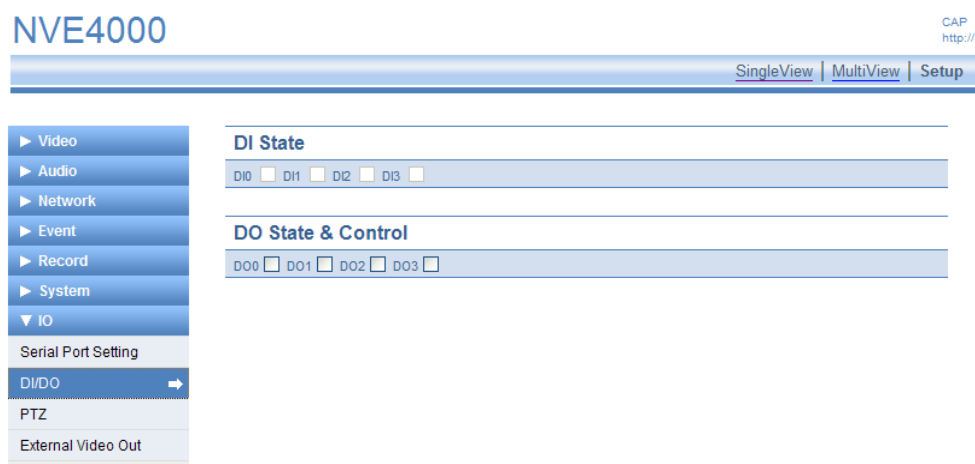 NVE4000
CAP
http://
SingleView | MultiView | Setup
Video
Audio
Network
Event
Record
System
IO
Serial Port Setting
DI/DO
PTZ
External Video Out
DI State
DI0 DI1 DI2 DI3
DO State & Control
DO0 DO1 DO2 DO3